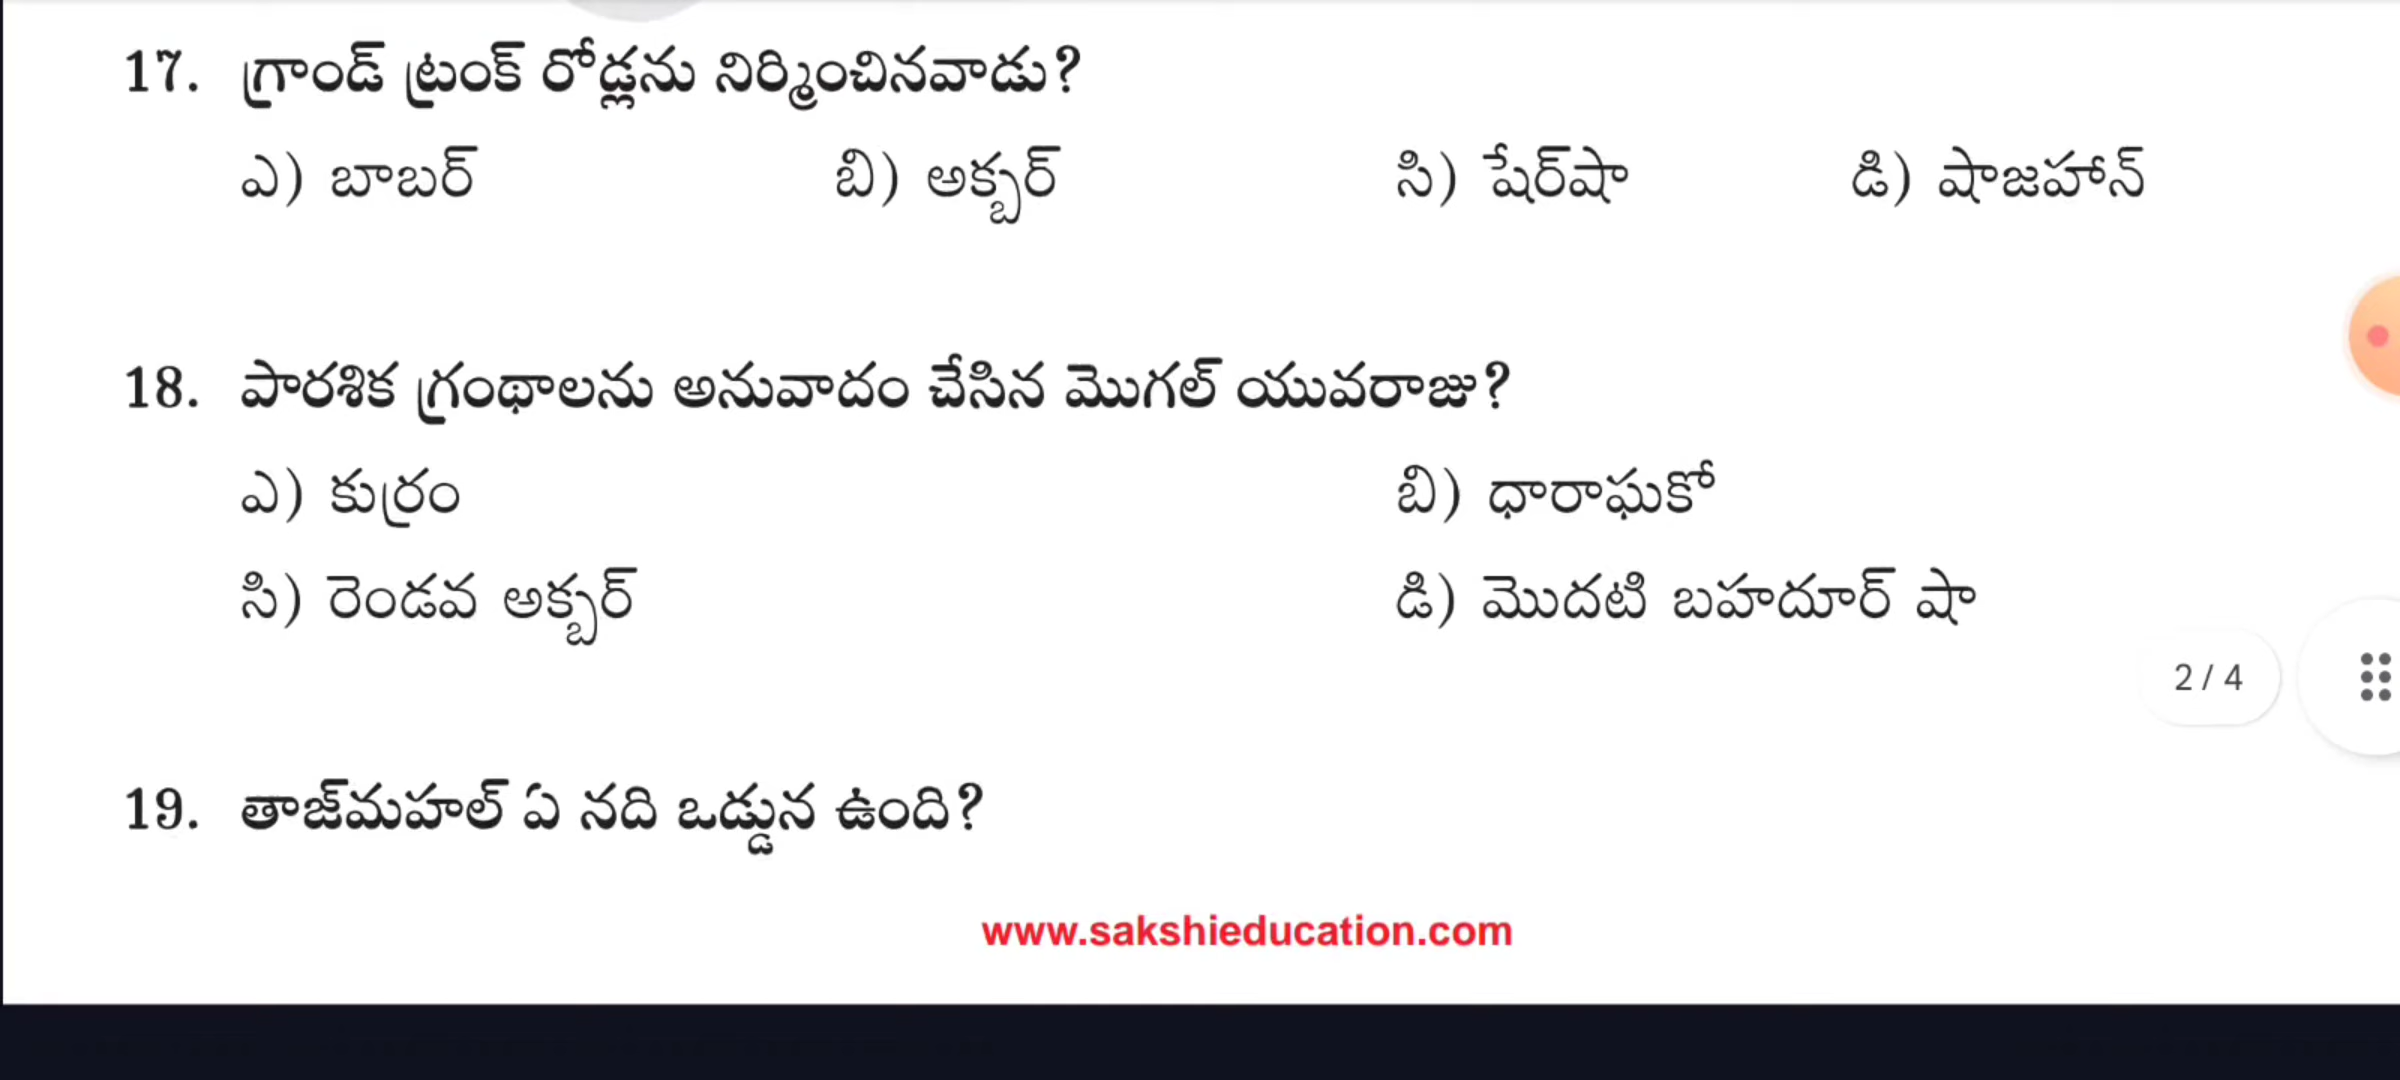 17. గ్రాండ్ ట్రంక్ రోడ్లను నిర్మించినవాడు?
ఎ) బాబర్ బి) అక్బర్ సి) షేర్‌షా డి) షాజహాన్
18. పారశిక గ్రంథాలను అనువాదం చేసిన మొగల్ యువరాజు?
ఎ) కుర్రం బి) ధారాఘకో
సి) రెండవ అక్బర్ డి) మొదటి బహదూర్ షా
2 / 4
19. తాజ్‌మహల్ ఏ నది ఒడ్డున ఉంది?
www.sakshieducation.com